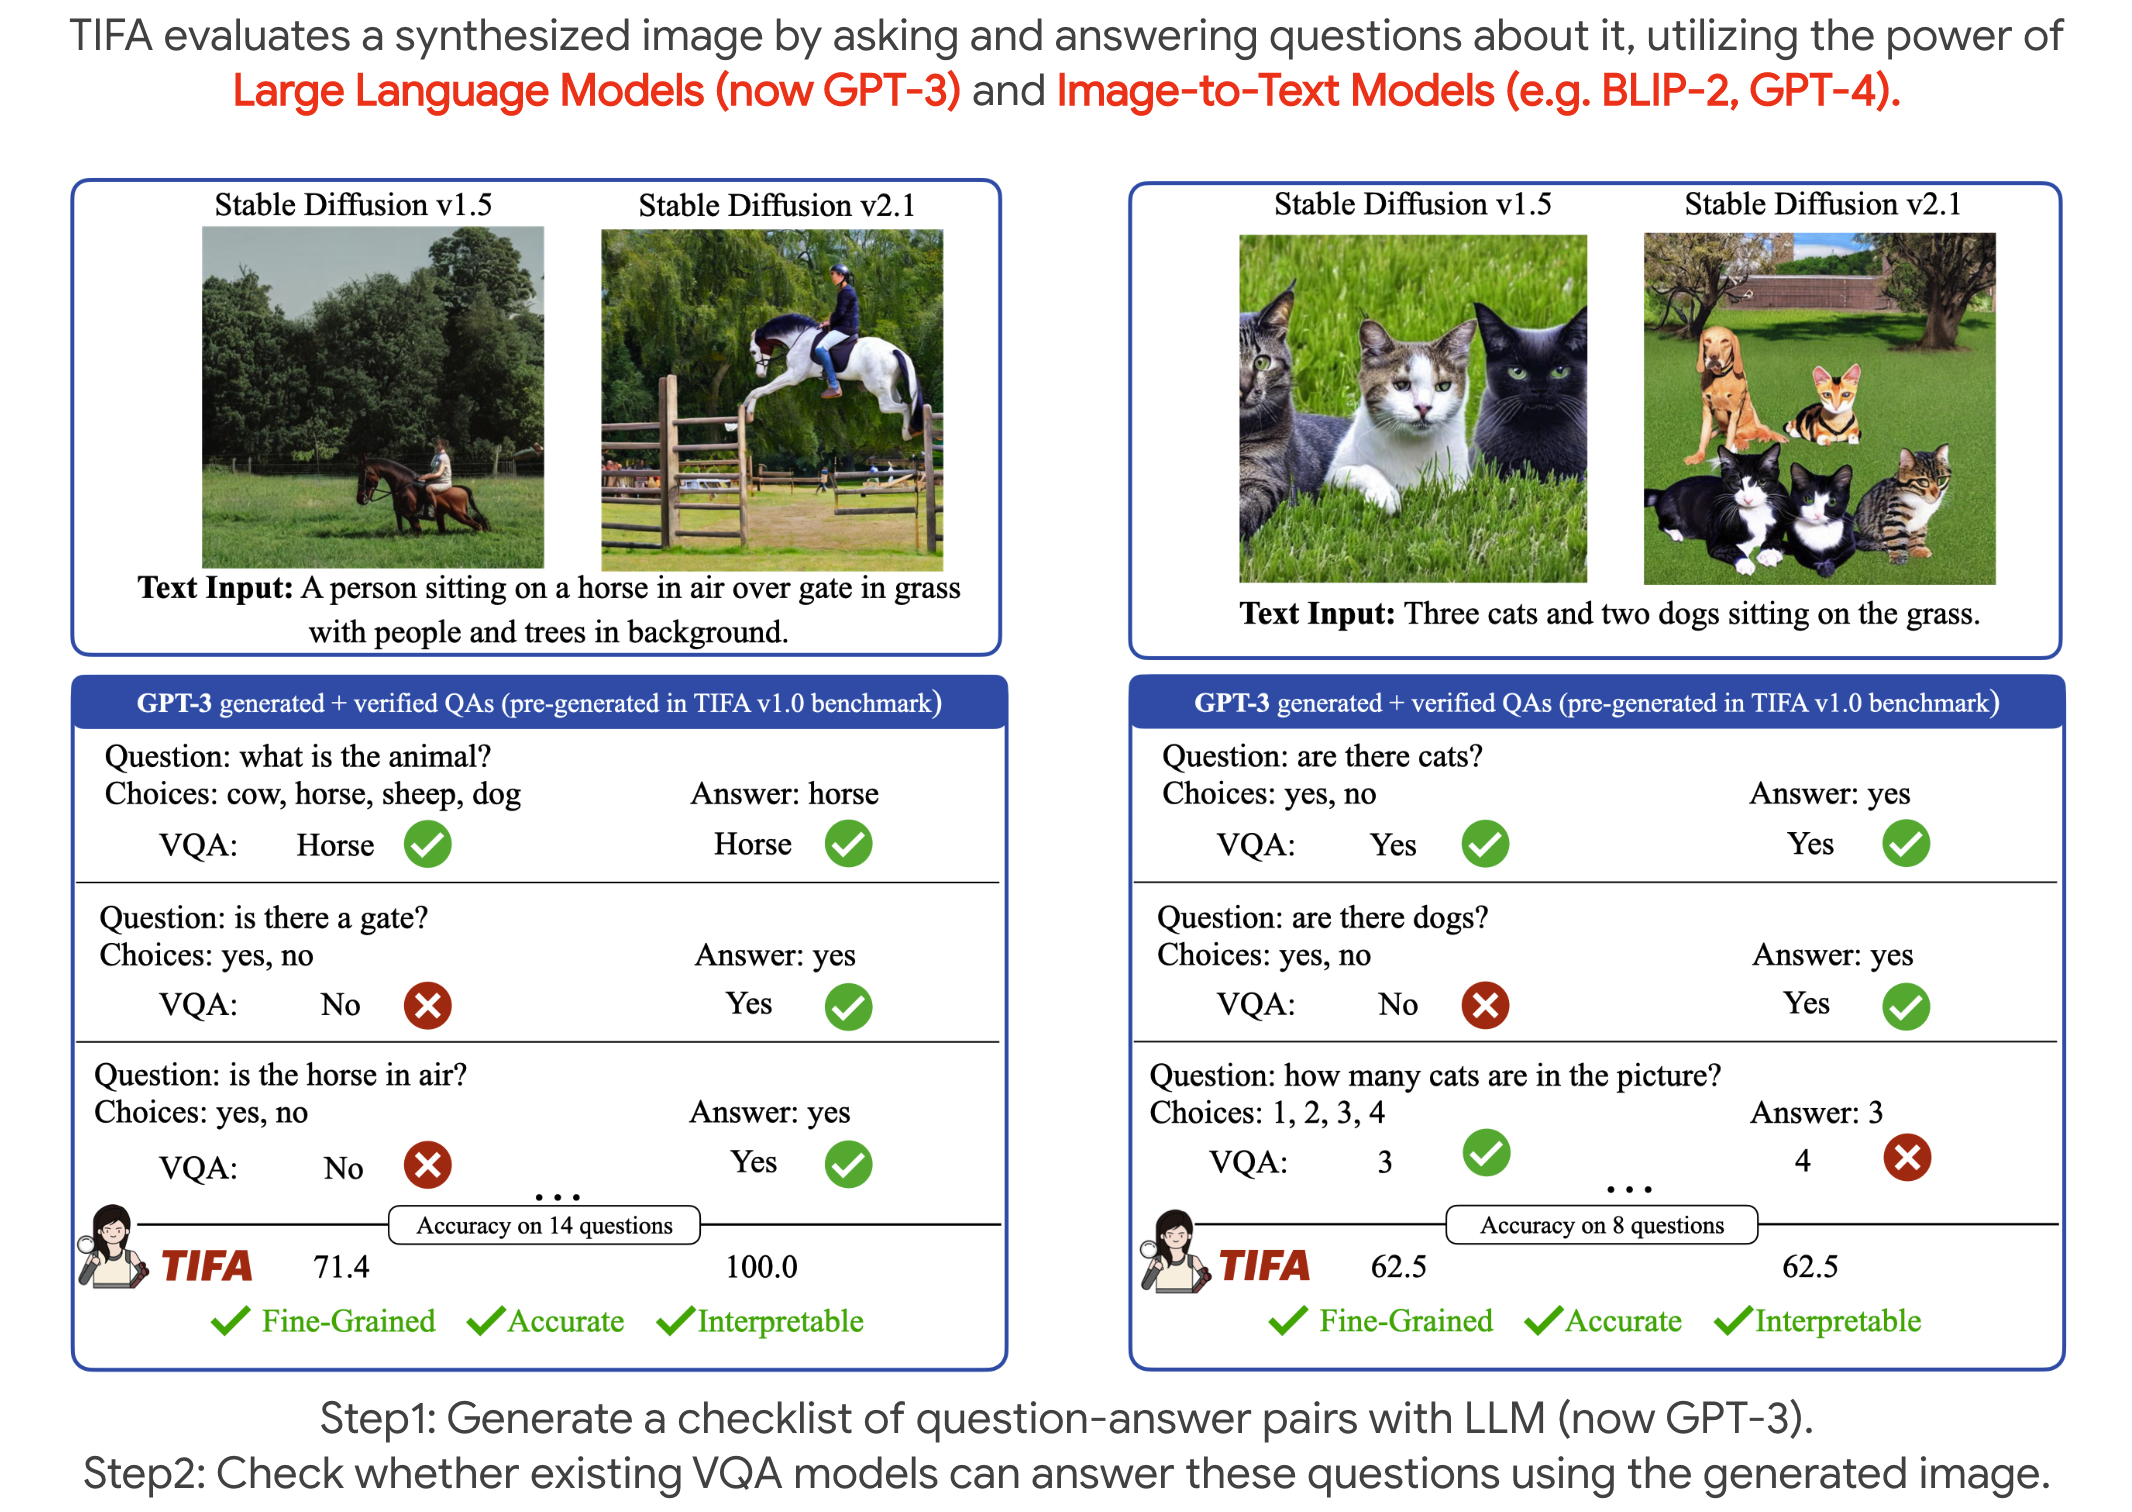 TIFA evaluates a synthesized image by asking and answering questions about it, utilizing the power of
Large Language Models (now GPT-3) and Image-to-Text Models (e.g. BLIP-2, GPT-4).
Stable Diffusion v1.5
Stable Diffusion v2.1
Text Input: A person sitting on a horse in air over gate in grass
with people and trees in background.
GPT-3 generated + verified QAs (pre-generated in TIFA v1.0 benchmark)
Question: what is the animal?
Choices: cow, horse, sheep, dog
Answer: horse
VQA: Horse
Horse
Question: is there a gate?
Choices: yes, no
Answer: yes
VQA: No
Yes
Question: is the horse in air?
Choices: yes, no
Answer: yes
VQA: No
Yes
...
Accuracy on 14 questions
TIFA 71.4
100.0
Fine-Grained
Accurate
Interpretable
Stable Diffusion v1.5
Stable Diffusion v2.1
Text Input: Three cats and two dogs sitting on the grass.
GPT-3 generated + verified QAs (pre-generated in TIFA v1.0 benchmark)
Question: are there cats?
Choices: yes, no
Answer: yes
VQA: Yes
Yes
Question: are there dogs?
Choices: yes, no
Answer: yes
VQA: No
Yes
Question: how many cats are in the picture?
Choices: 1, 2, 3, 4
Answer: 3
VQA: 3
4
...
Accuracy on 8 questions
TIFA 62.5
62.5
Fine-Grained
Accurate
Interpretable
Step1: Generate a checklist of question-answer pairs with LLM (now GPT-3).
Step2: Check whether existing VQA models can answer these questions using the generated image.